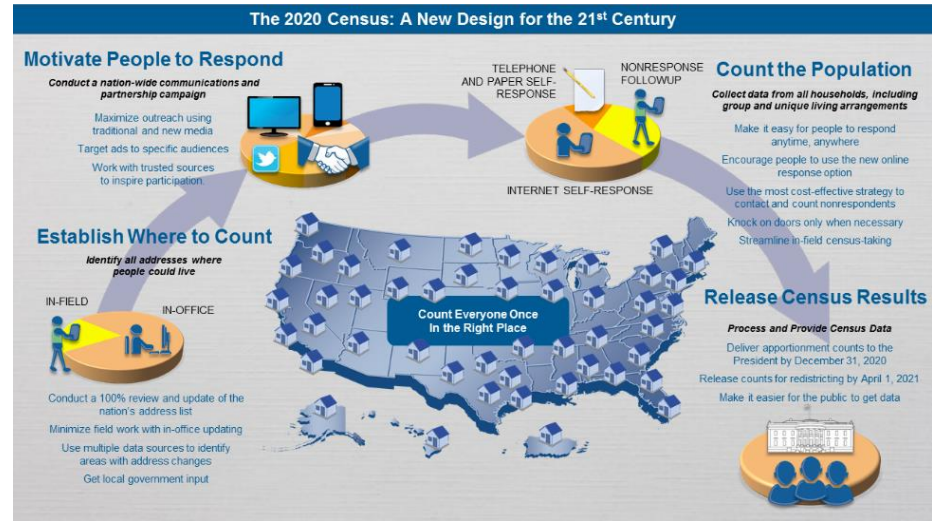 The 2020 Census: A New Design for the 21st Century
Motivate People to Respond
Conduct a nation-wide communications and
partnership campaign
Maximize outreach using
traditional and new media
Target ads to specific audiences
Work with trusted sources
to inspire participation.
TELEPHONE
AND PAPER SELF-
RESPONSE
NONRESPONSE
FOLLOWUP
INTERNET SELF-RESPONSE
Count the Population
Collect data from all households, including
group and unique living arrangements
Make it easy for people to respond
anytime, anywhere
Encourage people to use the new online
response option
Use the most cost-effective strategy to
contact and count nonrespondents
Knock on doors only when necessary
Streamline in-field census-taking
Establish Where to Count
Identify all addresses where
people could live
IN-FIELD
IN-OFFICE
Conduct a 100% review and update of the
nation's address list
Minimize field work with in-office updating
Use multiple data sources to identify
areas with address changes
Get local government input
Count Everyone Once
In the Right Place
Release Census Results
Process and Provide Census Data
Deliver apportionment counts to the
President by December 31, 2020
Release counts for redistricting by April 1, 2021
Make it easier for the public to get data